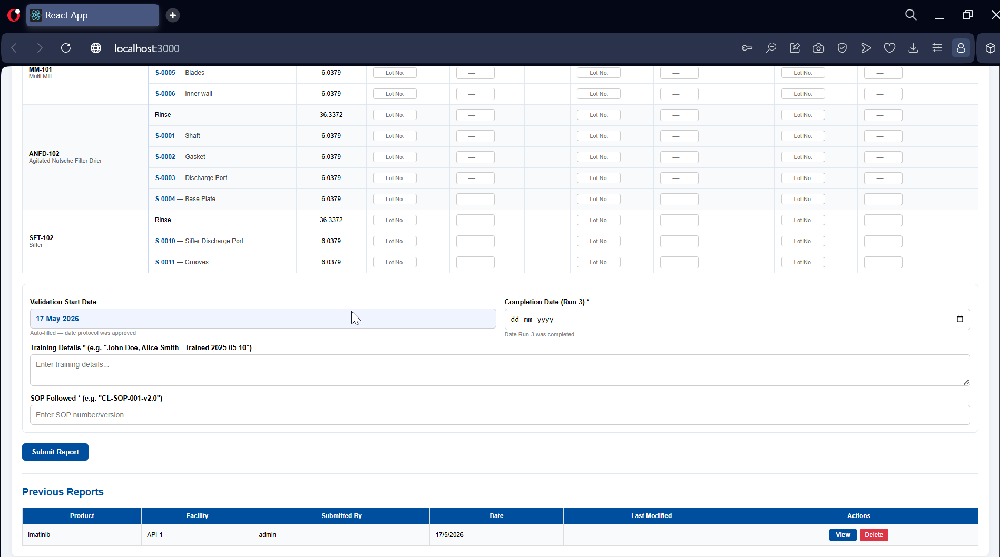 React App
localhost:3000
MM-101
Multi Mill
S-0005 — Blades 6.0379 Lot No. — Lot No. — Lot No. —
S-0006 — Inner wall 6.0379 Lot No. — Lot No. — Lot No. —
ANFD-102
Agitated Nutsche Filter Drier
Rinse 36.3372 Lot No. — Lot No. — Lot No. —
S-0001 — Shaft 6.0379 Lot No. — Lot No. — Lot No. —
S-0002 — Gasket 6.0379 Lot No. — Lot No. — Lot No. —
S-0003 — Discharge Port 6.0379 Lot No. — Lot No. — Lot No. —
S-0004 — Base Plate 6.0379 Lot No. — Lot No. — Lot No. —
SFT-102
Sifter
Rinse 36.3372 Lot No. — Lot No. — Lot No. —
S-0010 — Sifter Discharge Port 6.0379 Lot No. — Lot No. — Lot No. —
S-0011 — Grooves 6.0379 Lot No. — Lot No. — Lot No. —
Validation Start Date
17 May 2026
Auto-filled — date protocol was approved
Completion Date (Run-3) *
dd-mm-yyyy
Date Run-3 was completed
Training Details * (e.g. "John Doe, Alice Smith - Trained 2025-05-10")
Enter training details...
SOP Followed * (e.g. "CL-SOP-001-v2.0")
Enter SOP number/version
Submit Report
Previous Reports
Product Facility Submitted By Date Last Modified Actions
Imatinib API-1 admin 17/5/2026 — View Delete